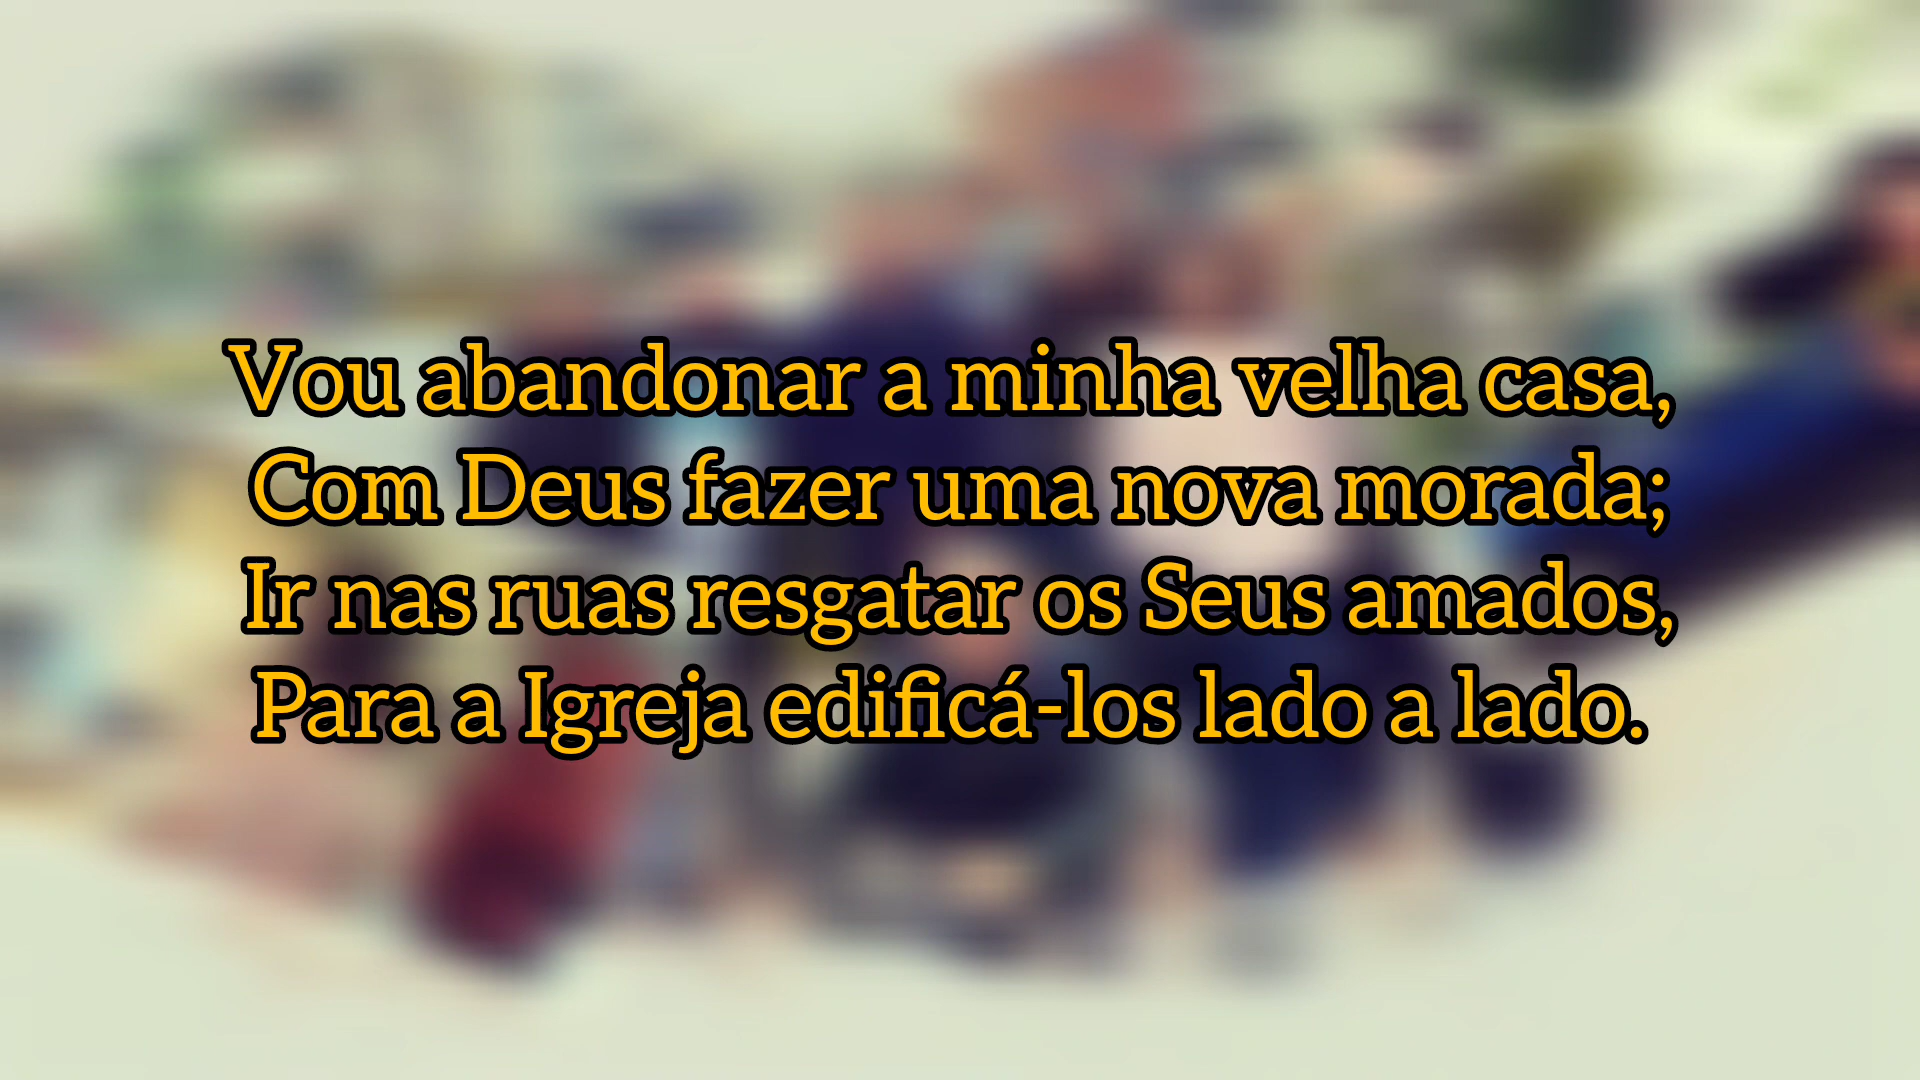 Vou abandonar a minha velha casa,
Com Deus fazer uma nova morada;
Ir nas ruas resgatar os Seus amados,
Para a Igreja edificá-los lado a lado.